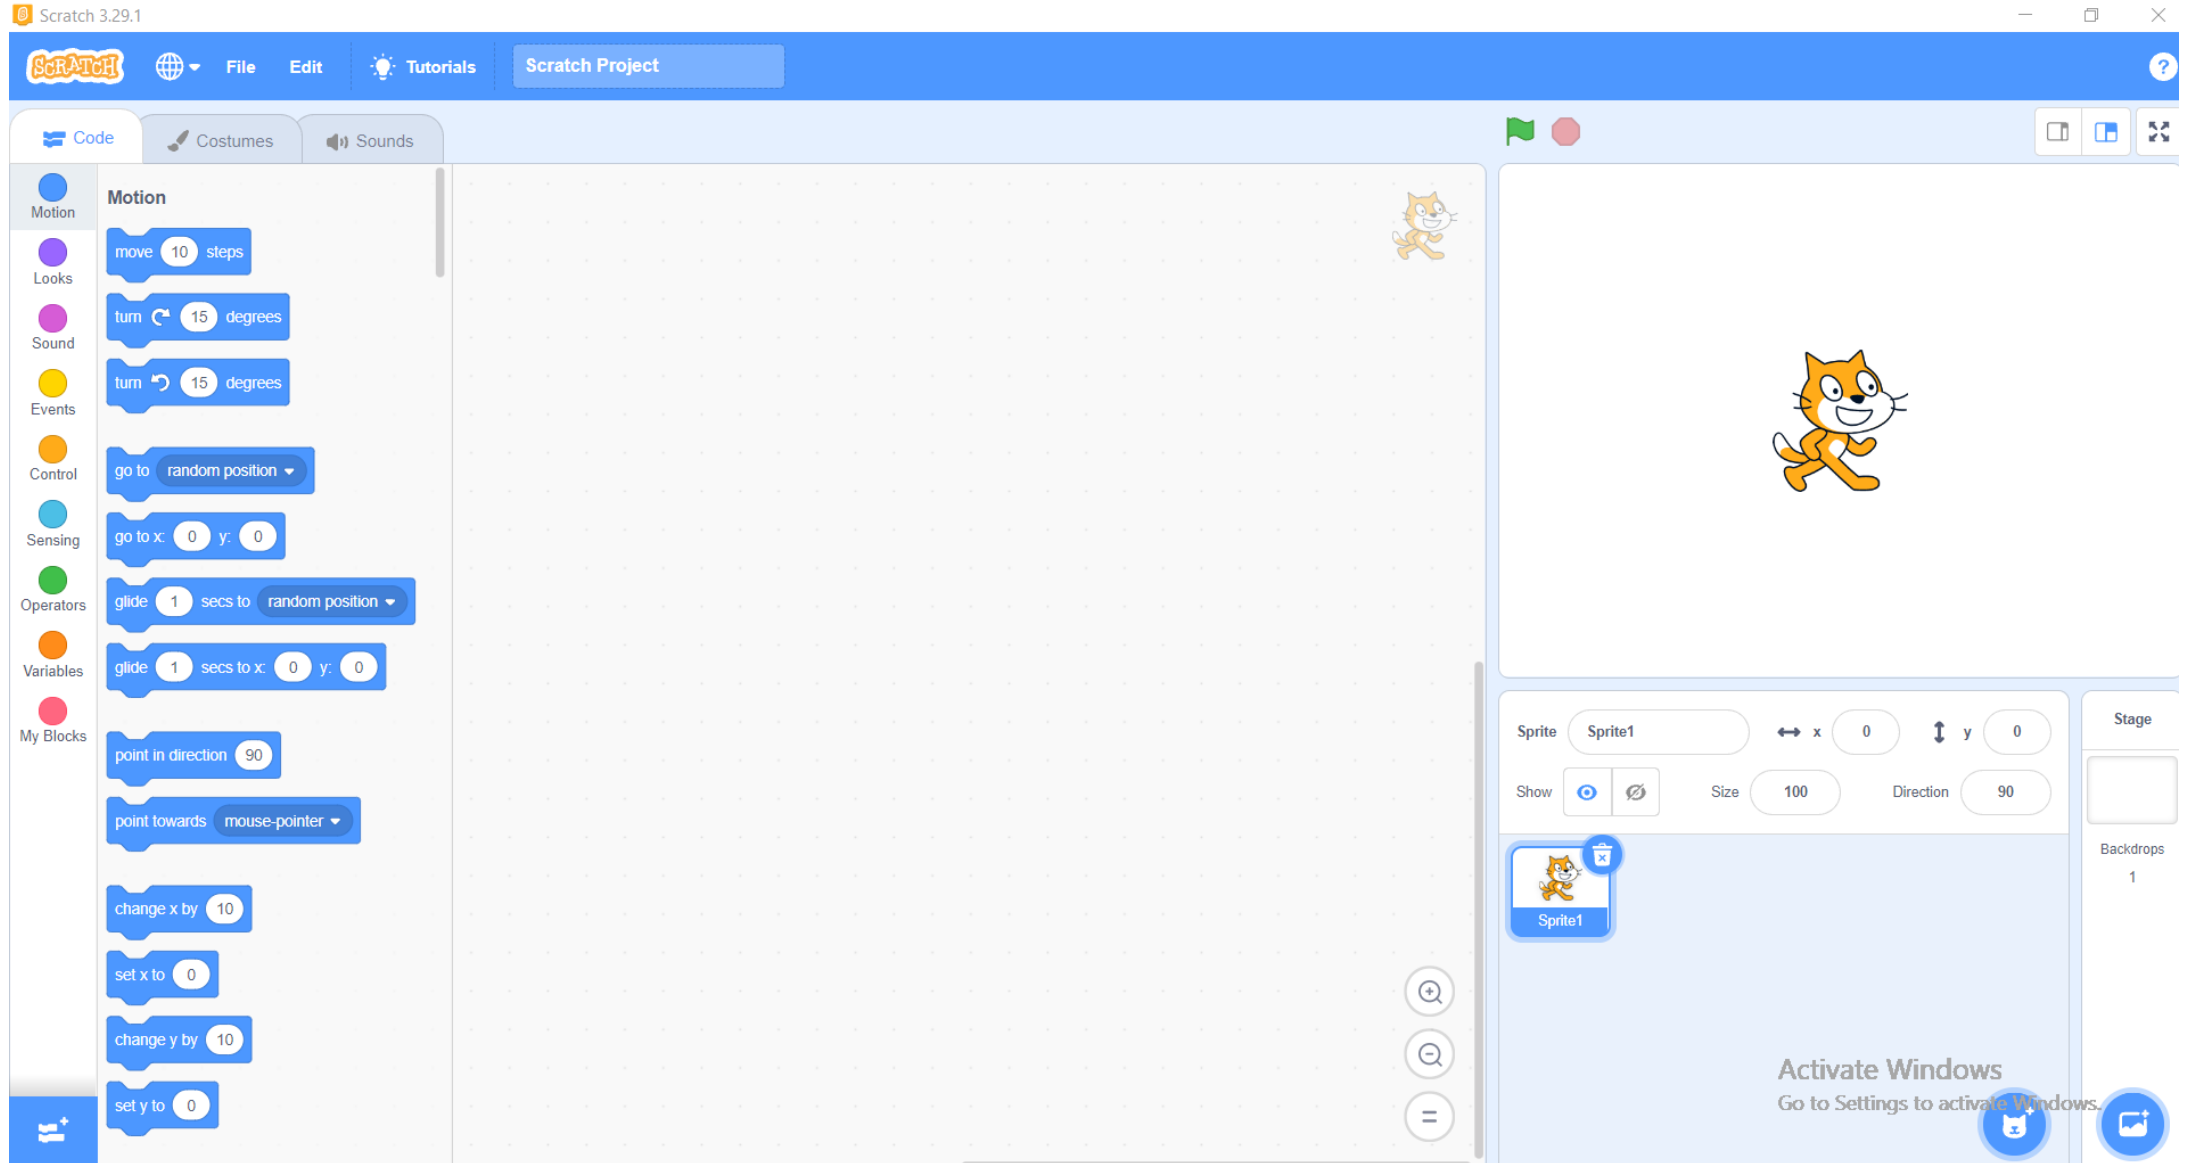 Scratch 3.29.1
SCRATCH
File Edit Tutorials Scratch Project ?
Code Costumes Sounds
Motion
Looks
Sound
Events
Control
Sensing
Operators
Variables
My Blocks
Motion
move 10 steps
turn 15 degrees
turn 15 degrees
go to random position
go to x: 0 y: 0
glide 1 secs to random position
glide 1 secs to x: 0 y: 0
point in direction 90
point towards mouse-pointer
change x by 10
set x to 0
change y by 10
set y to 0
Sprite Sprite1 x 0 y 0
Show Size 100 Direction 90
Sprite1
Stage
Backdrops
1
Activate Windows
Go to Settings to activate Windows.